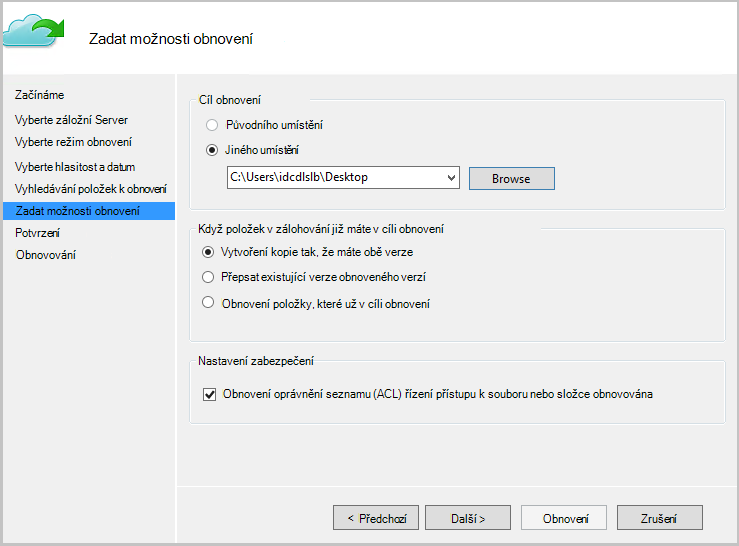 Zadat možnosti obnovení
Začínáme
Vyberte záložní Server
Vyberte režim obnovení
Vyberte hlasitost a datum
Vyhledávání položek k obnovení
Zadat možnosti obnovení
Potvrzení
Obnovování
Cíl obnovení
Původního umístění
Jiného umístění
C:\Users\idcdlslb\Desktop
Browse
Když položek v zálohování již máte v cíli obnovení
Vytvoření kopie tak, že máte obě verze
Přepsat existující verze obnoveného verzí
Obnovení položky, které už v cíli obnovení
Nastavení zabezpečení
Obnovení oprávnění seznamu (ACL) řízení přístupu k souboru nebo složce obnovována
< Předchozí
Další >
Obnovení
Zrušení